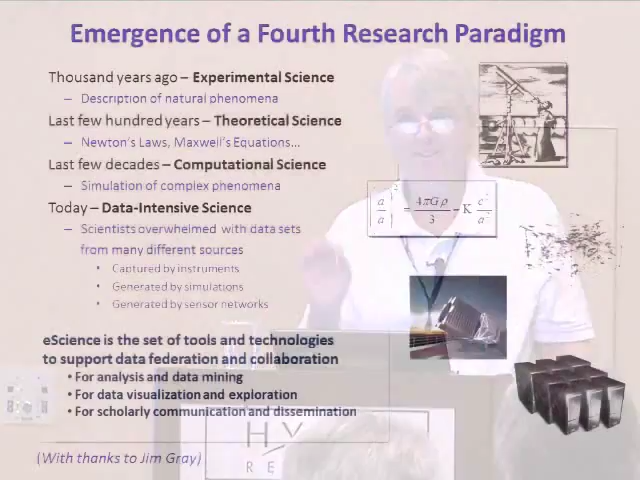 Emergence of a Fourth Research Paradigm
Thousand years ago – Experimental Science
– Description of natural phenomena
Last few hundred years – Theoretical Science
– Newton's Laws, Maxwell's Equations...
Last few decades – Computational Science
– Simulation of complex phenomena
Today – Data-Intensive Science
– Scientists overwhelmed with data sets
from many different sources
• Captured by instruments
• Generated by simulations
• Generated by sensor networks
eScience is the set of tools and technologies
to support data federation and collaboration
• For analysis and data mining
• For data visualization and exploration
• For scholarly communication and dissemination
(With thanks to Jim Gray)
H Y
R E